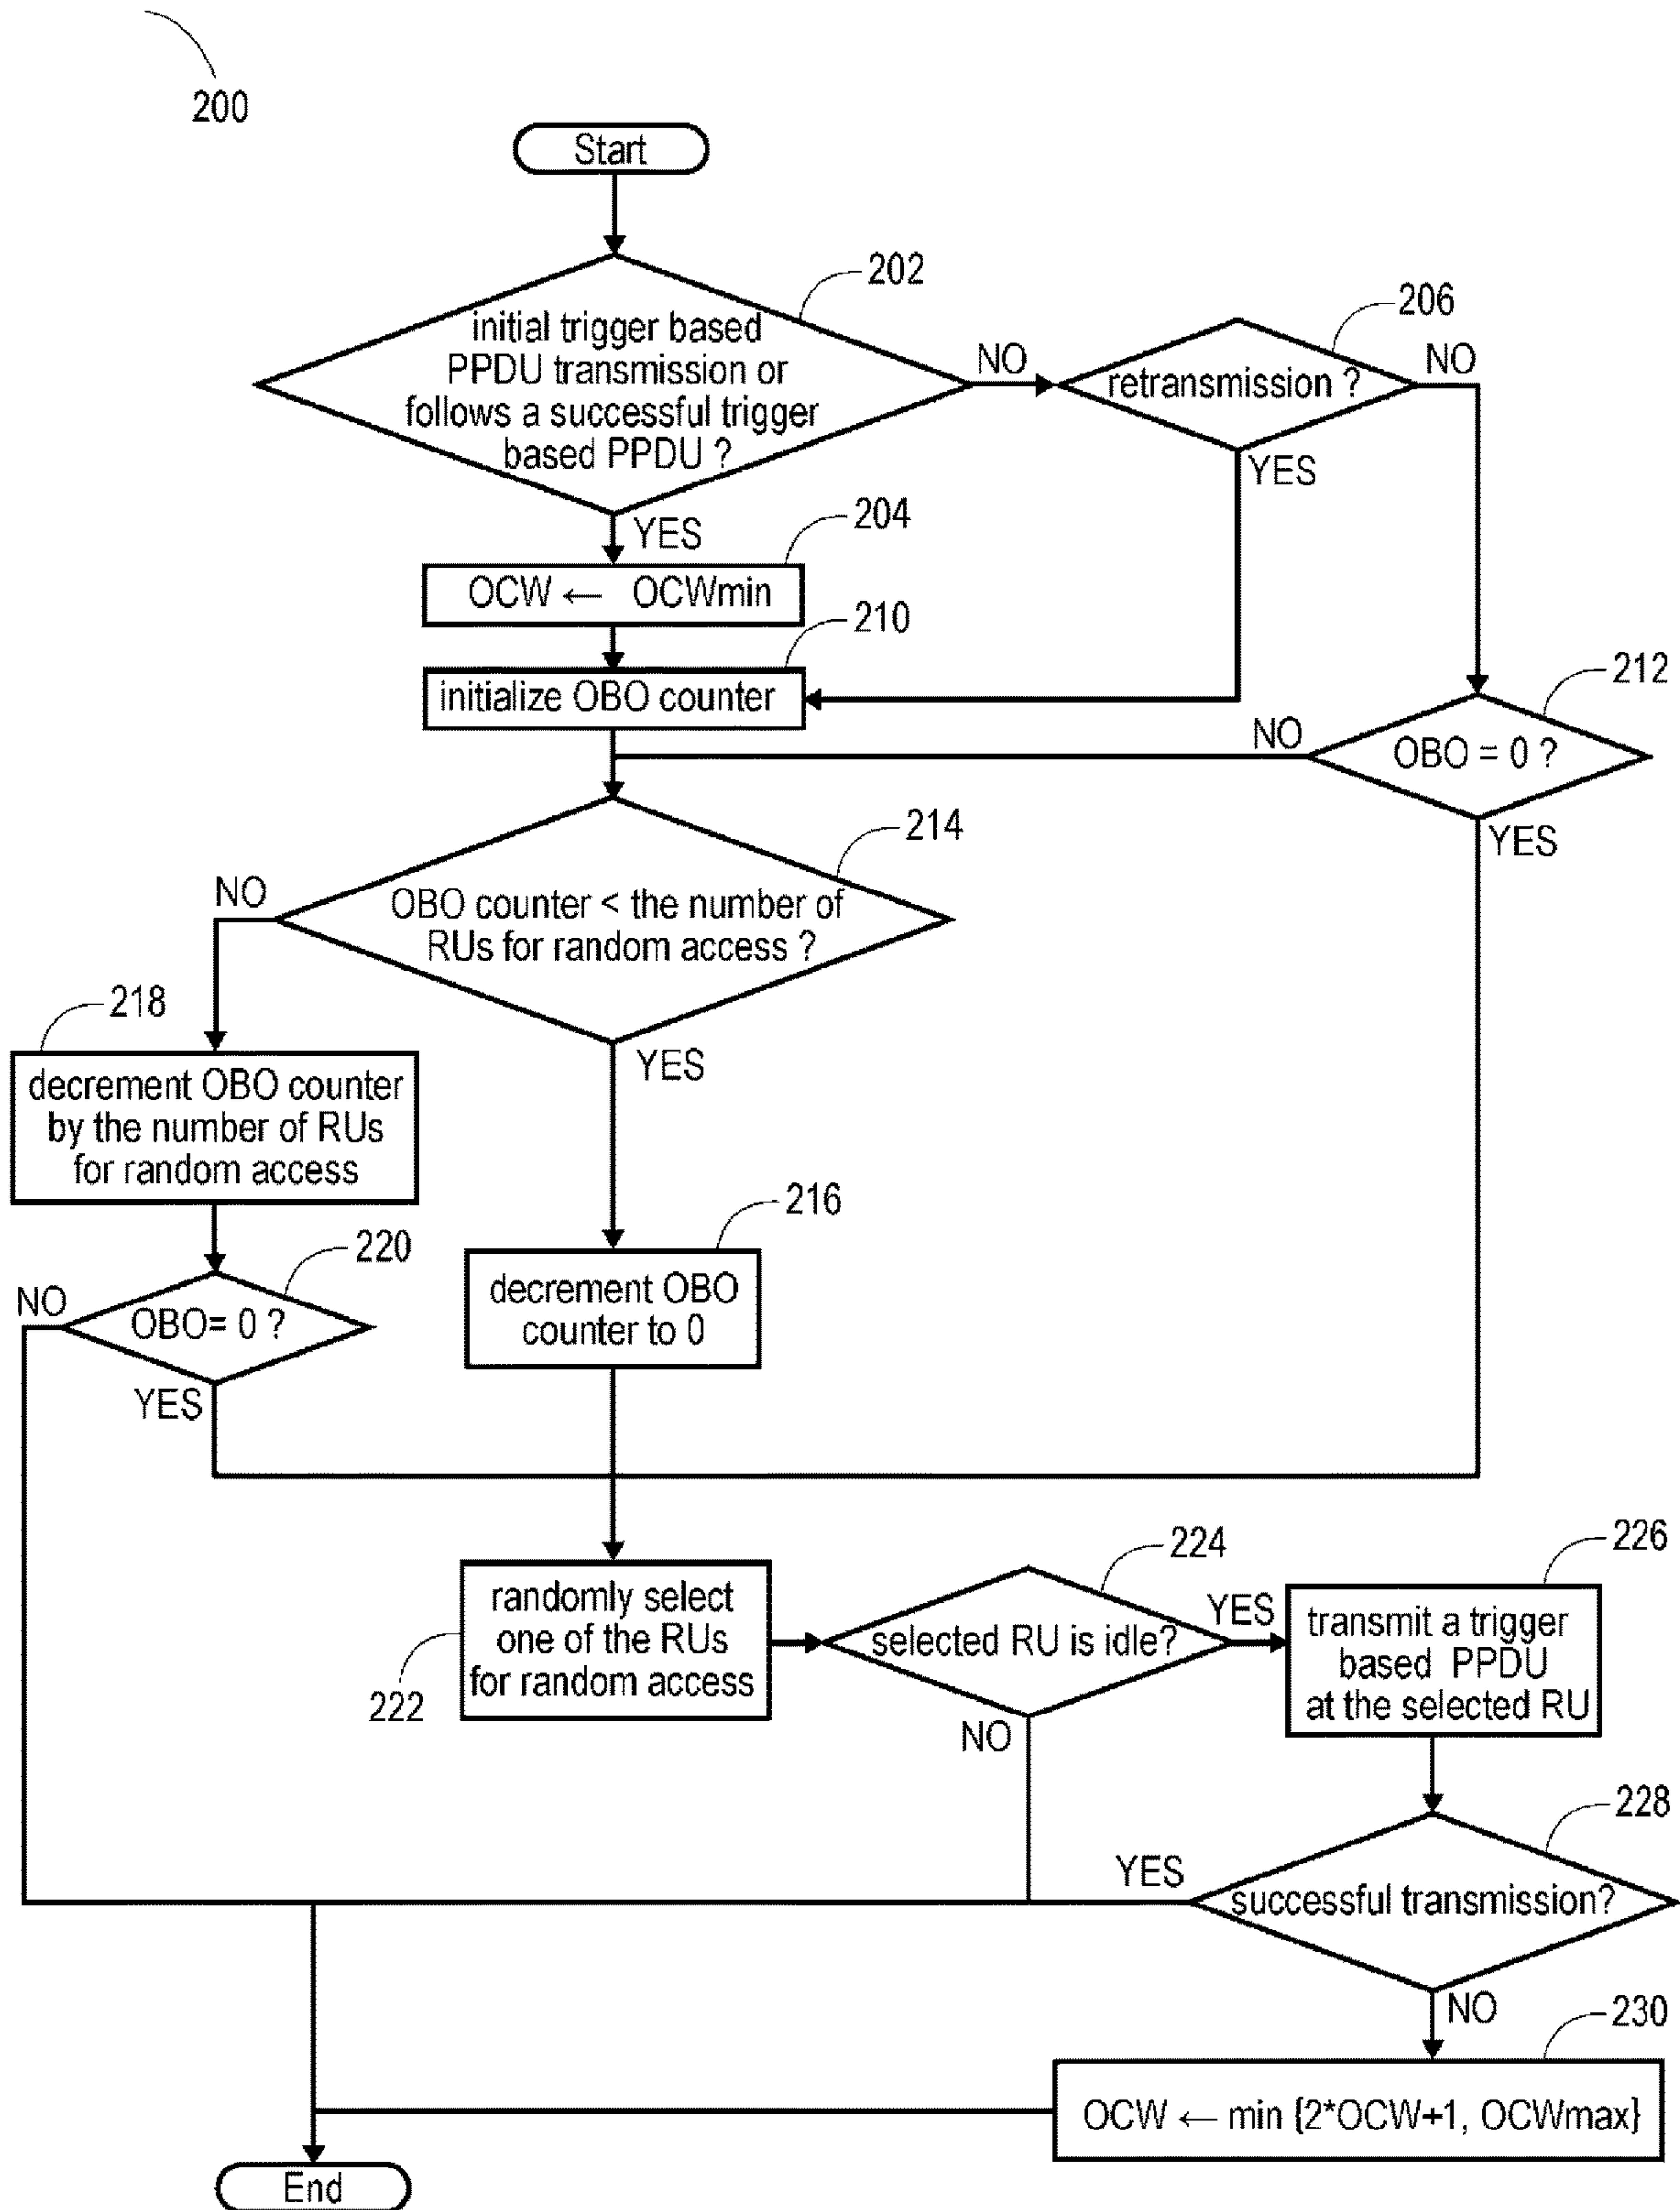 200
Start
202
initial trigger based
PPDU transmission or
follows a successful trigger
based PPDU ?
NO
206
retransmission ?
NO
YES
YES
204
OCW ← OCWmin
210
initialize OBO counter
212
OBO = 0 ?
NO
YES
214
OBO counter < the number of
RUs for random access ?
NO
YES
218
decrement OBO counter
by the number of RUs
for random access
216
decrement OBO
counter to 0
220
OBO= 0 ?
NO
YES
222
randomly select
one of the RUs
for random access
224
selected RU is idle?
YES
NO
226
transmit a trigger
based PPDU
at the selected RU
228
successful transmission?
YES
NO
230
OCW ← min {2*OCW+1, OCWmax}
End